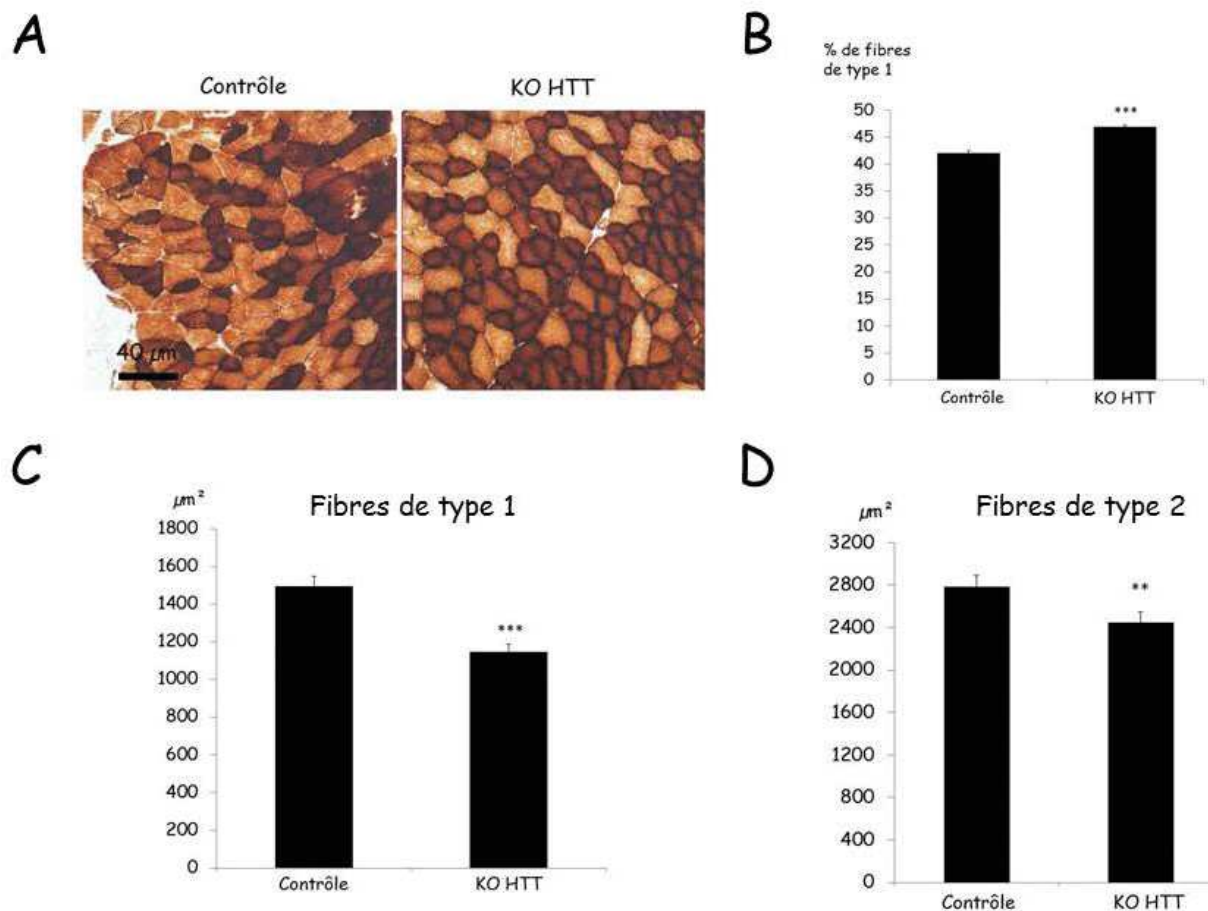 A
Contrôle
KO HTT
40 µm
B
% de fibres
de type 1
50
45
40
35
30
25
20
15
10
5
0
***
Contrôle
KO HTT
C
µm²
Fibres de type 1
1800
1600
1400
1200
1000
800
600
400
200
0
***
Contrôle
KO HTT
D
µm²
Fibres de type 2
3200
2800
2400
2000
1600
1200
800
400
0
**
Contrôle
KO HTT